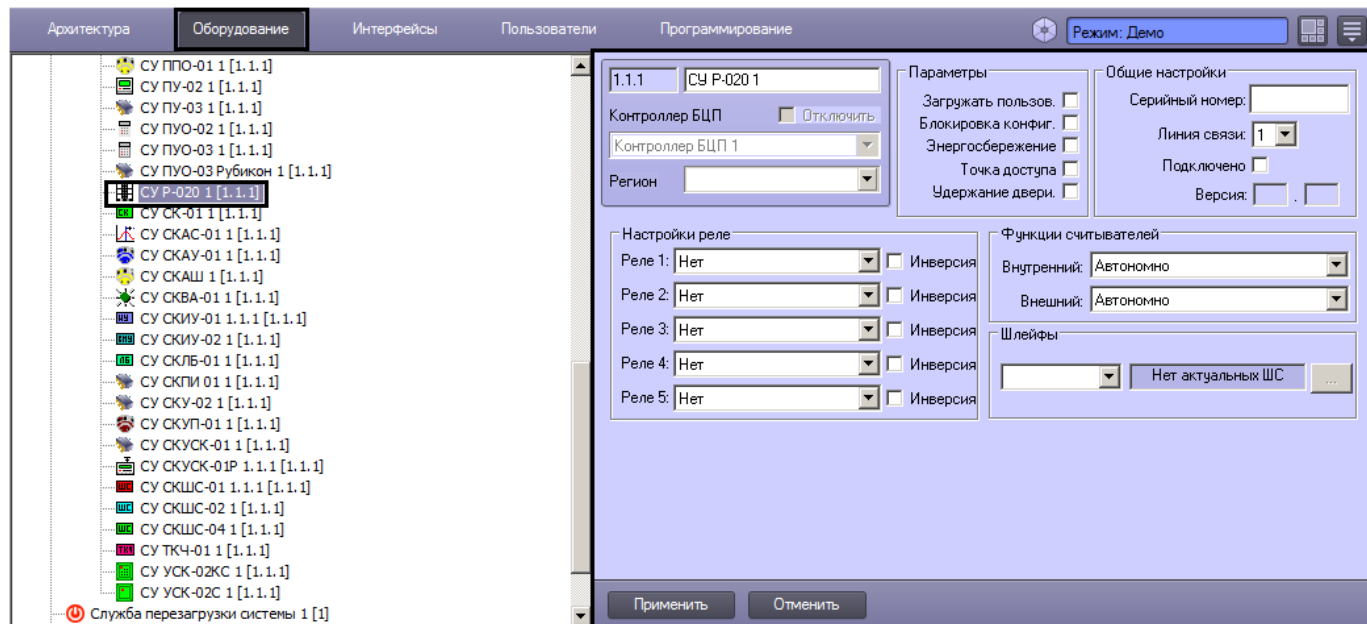 Архитектура Оборудование Интерфейсы Пользователи Программирование Режим: Демо
СУ ППО-01 1 [1.1.1]
СУ ПУ-02 1 [1.1.1]
СУ ПУ-03 1 [1.1.1]
СУ ПУО-02 1 [1.1.1]
СУ ПУО-03 1 [1.1.1]
СУ ПУО-03 Рубикон 1 [1.1.1]
СУ Р-020 1 [1.1.1]
СУ СК-01 1 [1.1.1]
СУ СКАС-01 1 [1.1.1]
СУ СКАУ-01 1 [1.1.1]
СУ СКАШ 1 [1.1.1]
СУ СКВА-01 1 [1.1.1]
СУ СКИУ-01 1.1.1 [1.1.1]
СУ СКИУ-02 1 [1.1.1]
СУ СКЛБ-01 1 [1.1.1]
СУ СКПИ 01 1 [1.1.1]
СУ СКУ-02 1 [1.1.1]
СУ СКУП-01 1 [1.1.1]
СУ СКУСК-01 1 [1.1.1]
СУ СКУСК-01Р 1.1.1 [1.1.1]
СУ СКШС-01 1.1.1 [1.1.1]
СУ СКШС-02 1 [1.1.1]
СУ СКШС-04 1 [1.1.1]
СУ ТКЧ-01 1 [1.1.1]
СУ УСК-02КС 1 [1.1.1]
СУ УСК-02С 1 [1.1.1]
Служба перезагрузки системы 1 [1]
1.1.1 СУ Р-020 1
Контроллер БЦП Отключить
Контроллер БЦП 1
Регион
Параметры
Загружать пользов.
Блокировка конфиг.
Энергосбережение
Точка доступа
Удержание двери.
Общие настройки
Серийный номер:
Линия связи: 1
Подключено
Версия: .
Настройки реле
Реле 1: Нет Инверсия
Реле 2: Нет Инверсия
Реле 3: Нет Инверсия
Реле 4: Нет Инверсия
Реле 5: Нет Инверсия
Функции считывателей
Внутренний: Автономно
Внешний: Автономно
Шлейфы
Нет актуальных ШС ...
Применить Отменить